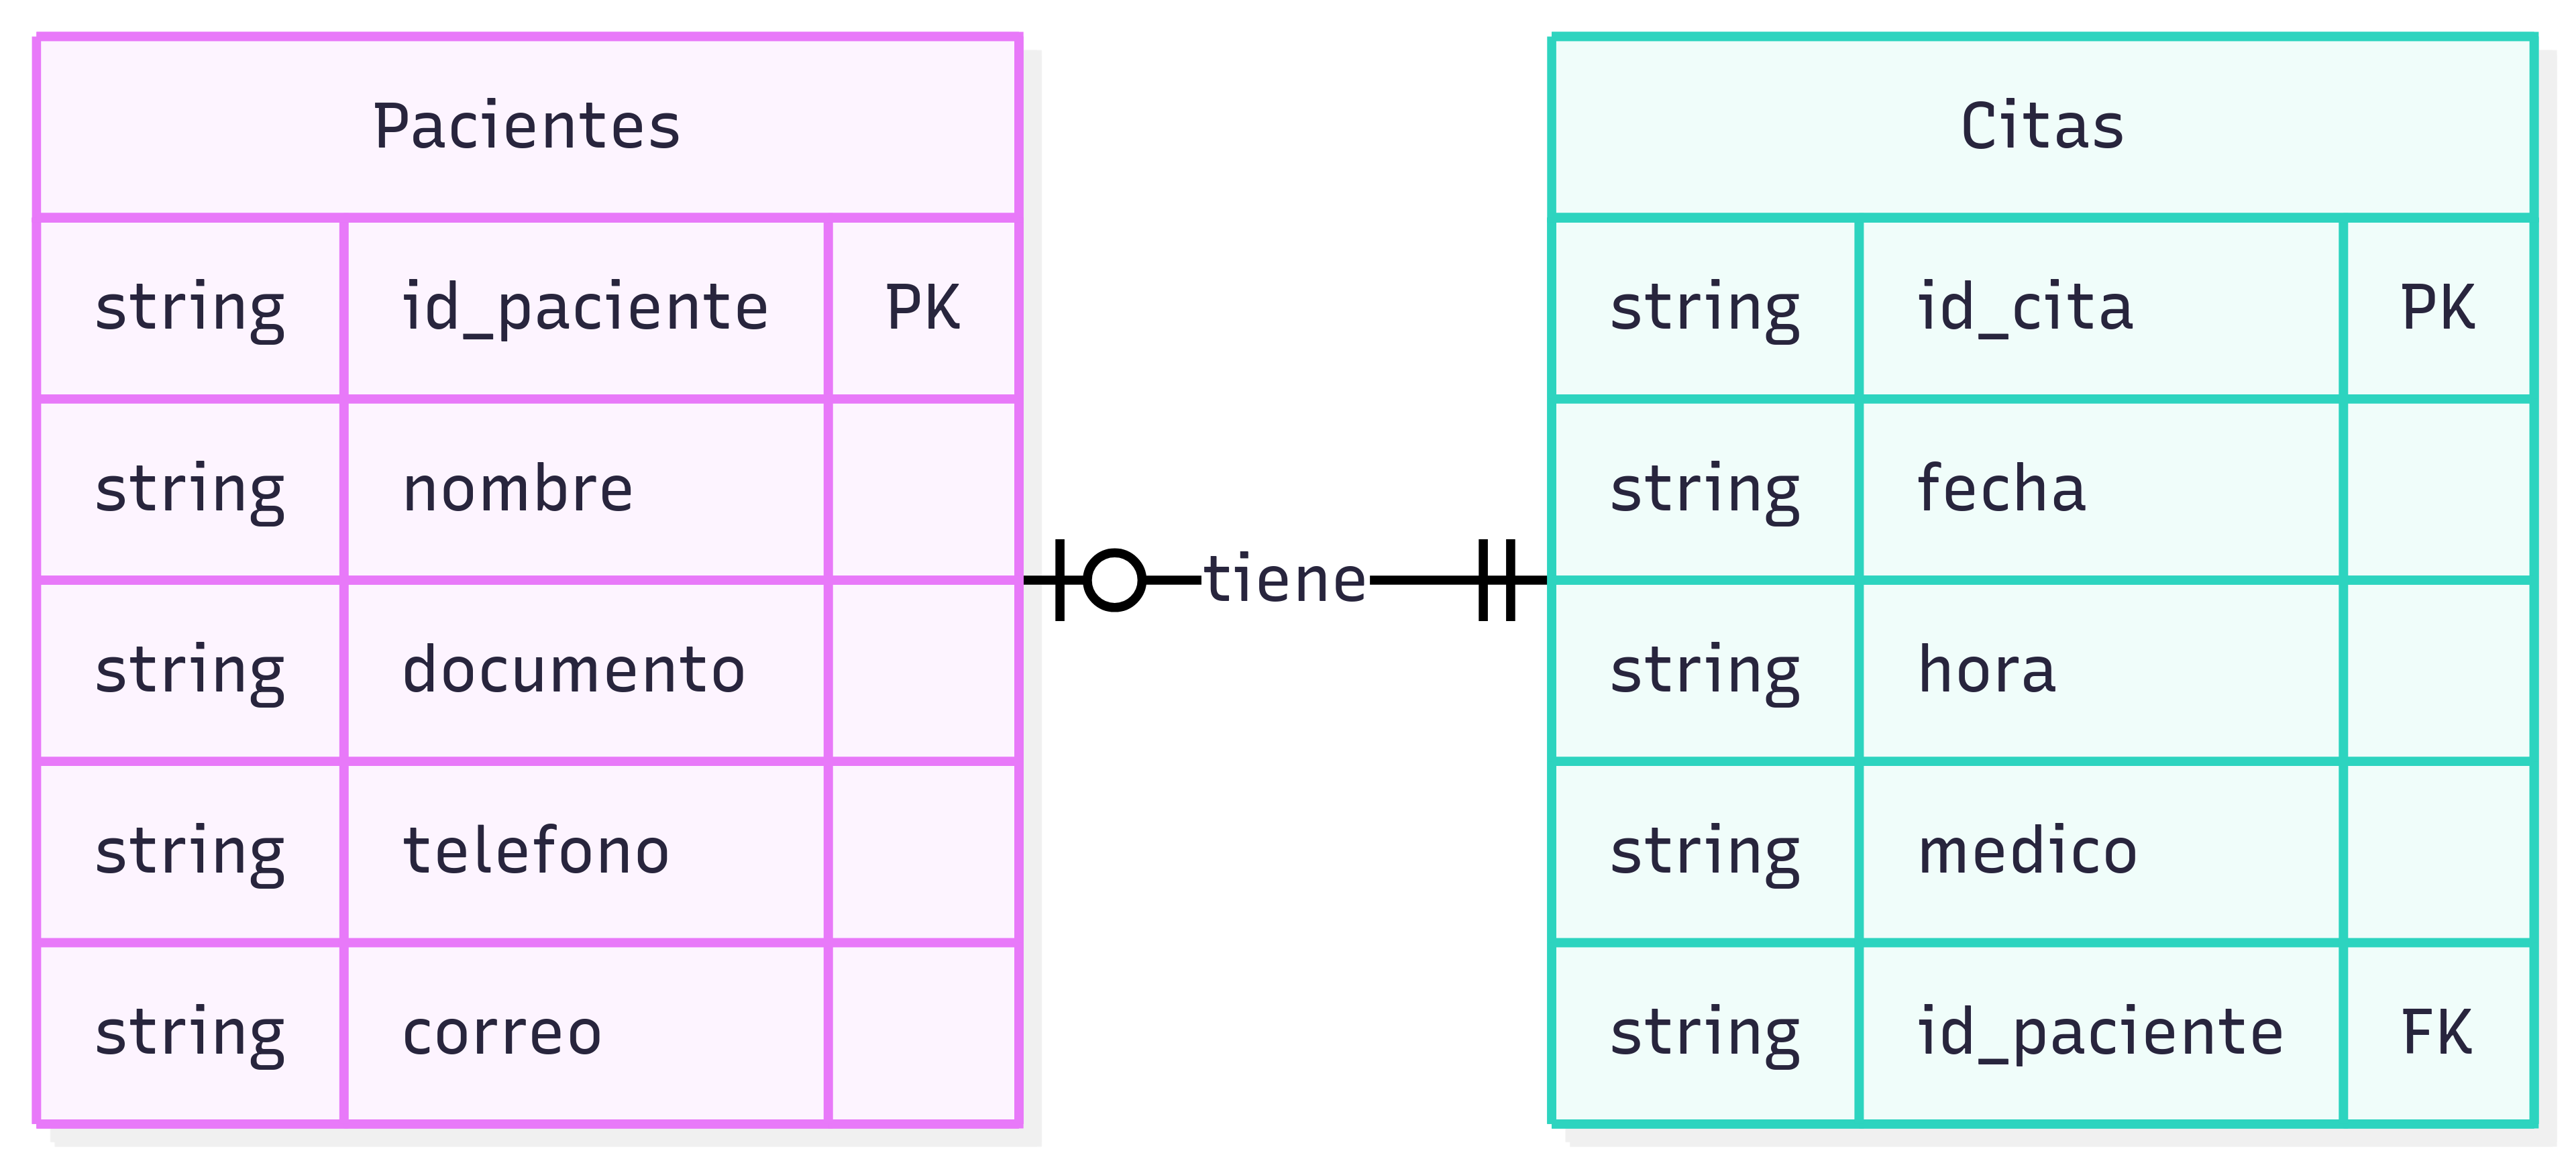 Pacientes
string id_paciente PK
string nombre
string documento
string telefono
string correo
tiene
Citas
string id_cita PK
string fecha
string hora
string medico
string id_paciente FK